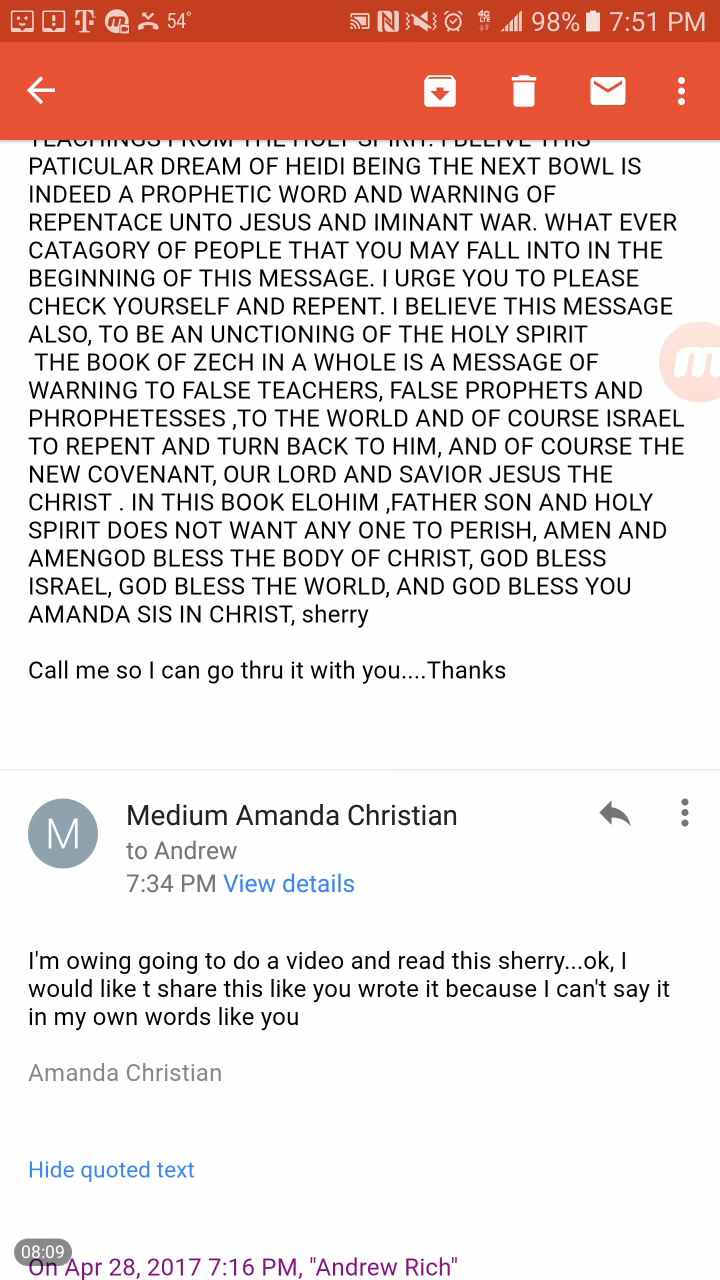 54°
4G LTE
98%
7:51 PM
TEACHINGS FROM THE HOLY SPIRIT. I BELIVE THIS
PATICULAR DREAM OF HEIDI BEING THE NEXT BOWL IS
INDEED A PROPHETIC WORD AND WARNING OF
REPENTACE UNTO JESUS AND IMINANT WAR. WHAT EVER
CATAGORY OF PEOPLE THAT YOU MAY FALL INTO IN THE
BEGINNING OF THIS MESSAGE. I URGE YOU TO PLEASE
CHECK YOURSELF AND REPENT. I BELIEVE THIS MESSAGE
ALSO, TO BE AN UNCTIONING OF THE HOLY SPIRIT
THE BOOK OF ZECH IN A WHOLE IS A MESSAGE OF
WARNING TO FALSE TEACHERS, FALSE PROPHETS AND
PHROPHETESSES ,TO THE WORLD AND OF COURSE ISRAEL
TO REPENT AND TURN BACK TO HIM, AND OF COURSE THE
NEW COVENANT, OUR LORD AND SAVIOR JESUS THE
CHRIST . IN THIS BOOK ELOHIM ,FATHER SON AND HOLY
SPIRIT DOES NOT WANT ANY ONE TO PERISH, AMEN AND
AMENGOD BLESS THE BODY OF CHRIST, GOD BLESS
ISRAEL, GOD BLESS THE WORLD, AND GOD BLESS YOU
AMANDA SIS IN CHRIST, sherry
Call me so I can go thru it with you....Thanks
M
Medium Amanda Christian
to Andrew
7:34 PM View details
I'm owing going to do a video and read this sherry...ok, I
would like t share this like you wrote it because I can't say it
in my own words like you
Amanda Christian
Hide quoted text
08:09
On Apr 28, 2017 7:16 PM, "Andrew Rich"